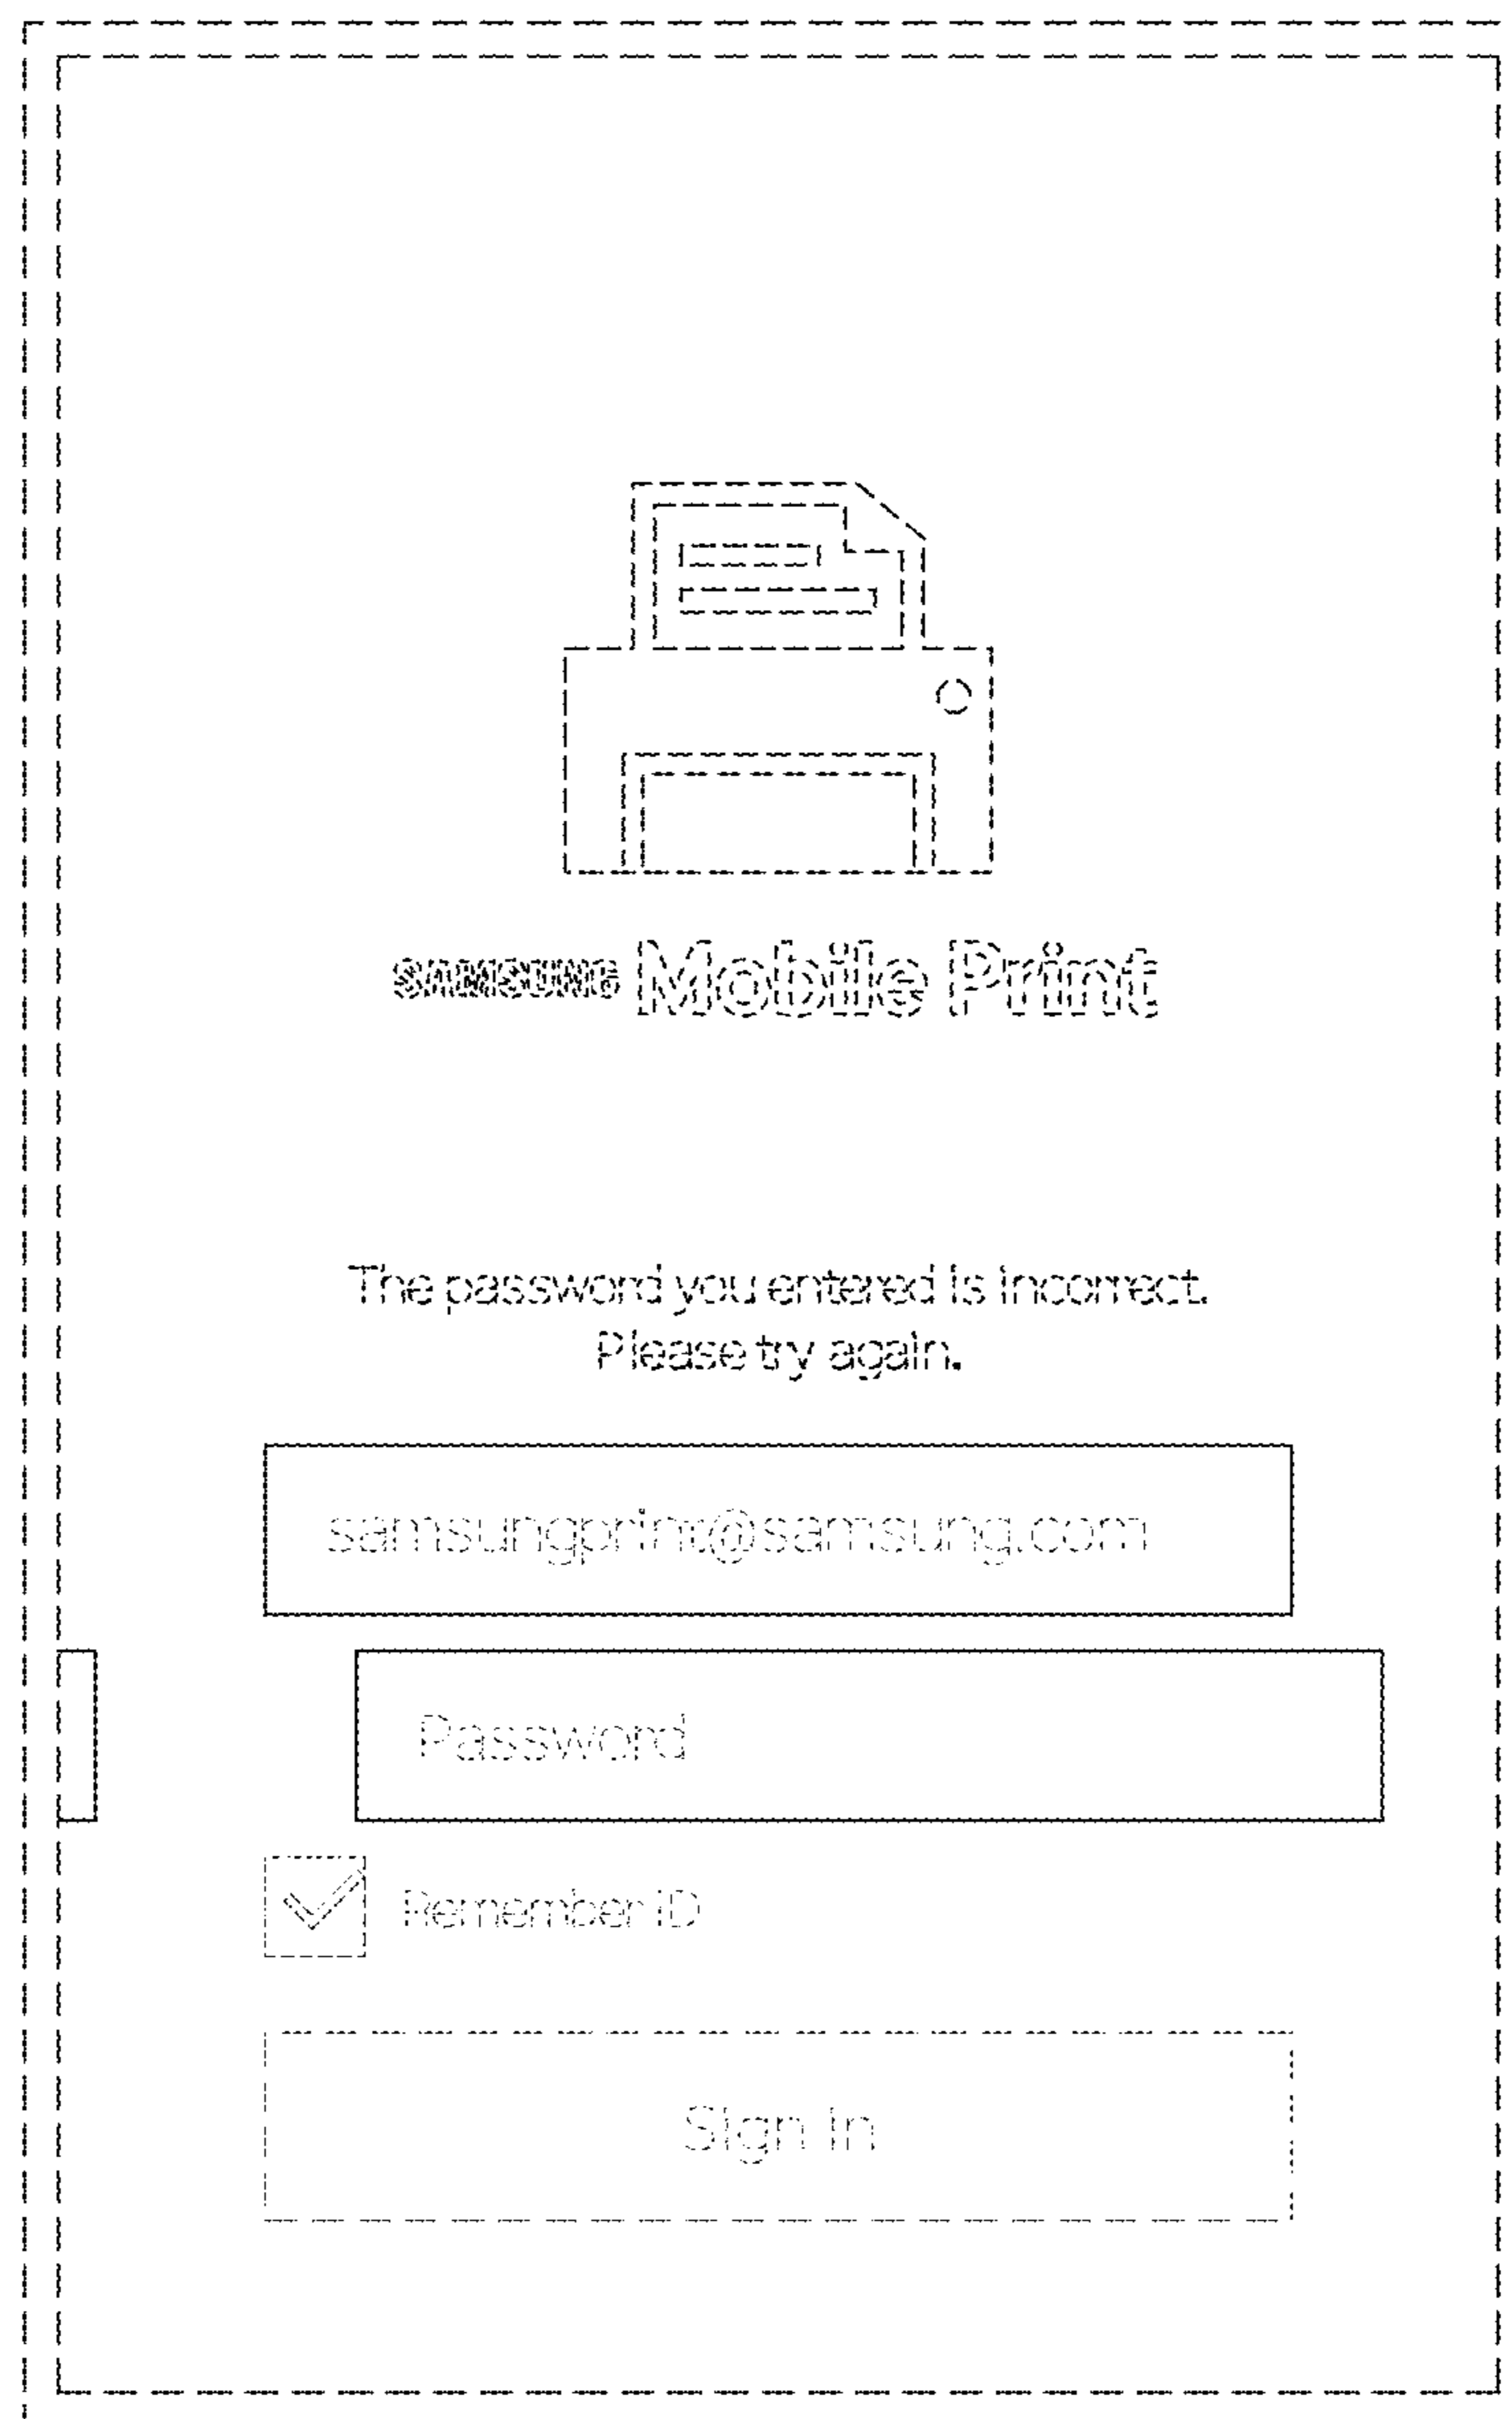 SAMSUNG Mobile Print
The password you entered is incorrect.
Please try again.
samsungprint@samsung.com
Password
Remember ID
Sign in